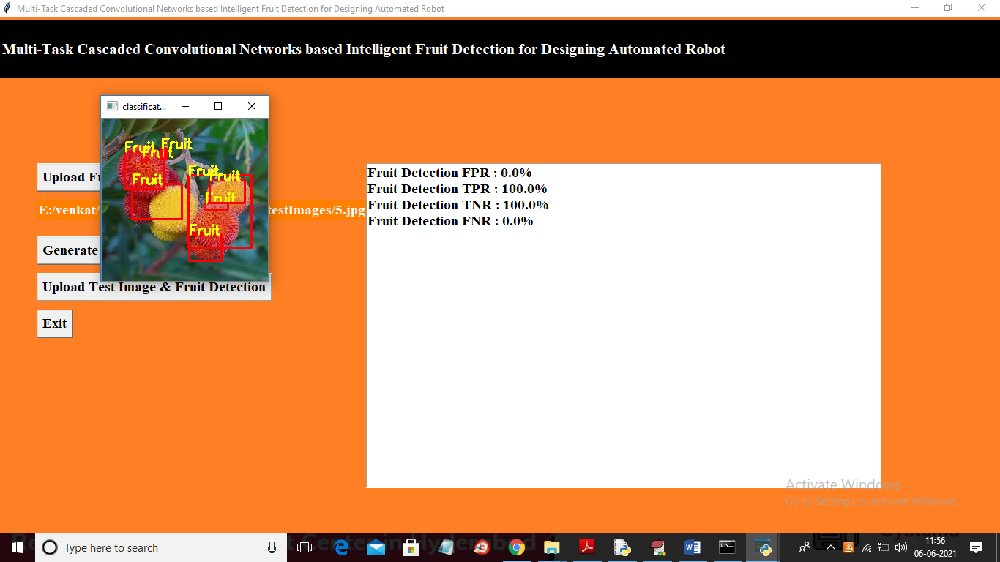 Multi-Task Cascaded Convolutional Networks based Intelligent Fruit Detection for Designing Automated Robot
Multi-Task Cascaded Convolutional Networks based Intelligent Fruit Detection for Designing Automated Robot
classificat...
Fruit
Fruit
Fruit
Fruit
Fruit
Fruit
Fruit
Fruit
Upload Fr
E:/venkat/
testImages/5.jpg
Generate
Upload Test Image & Fruit Detection
Exit
Fruit Detection FPR : 0.0%
Fruit Detection TPR : 100.0%
Fruit Detection TNR : 100.0%
Fruit Detection FNR : 0.0%
Activate Windows
Go to Settings to activate Windows.
Type here to search
11:56
06-06-2021